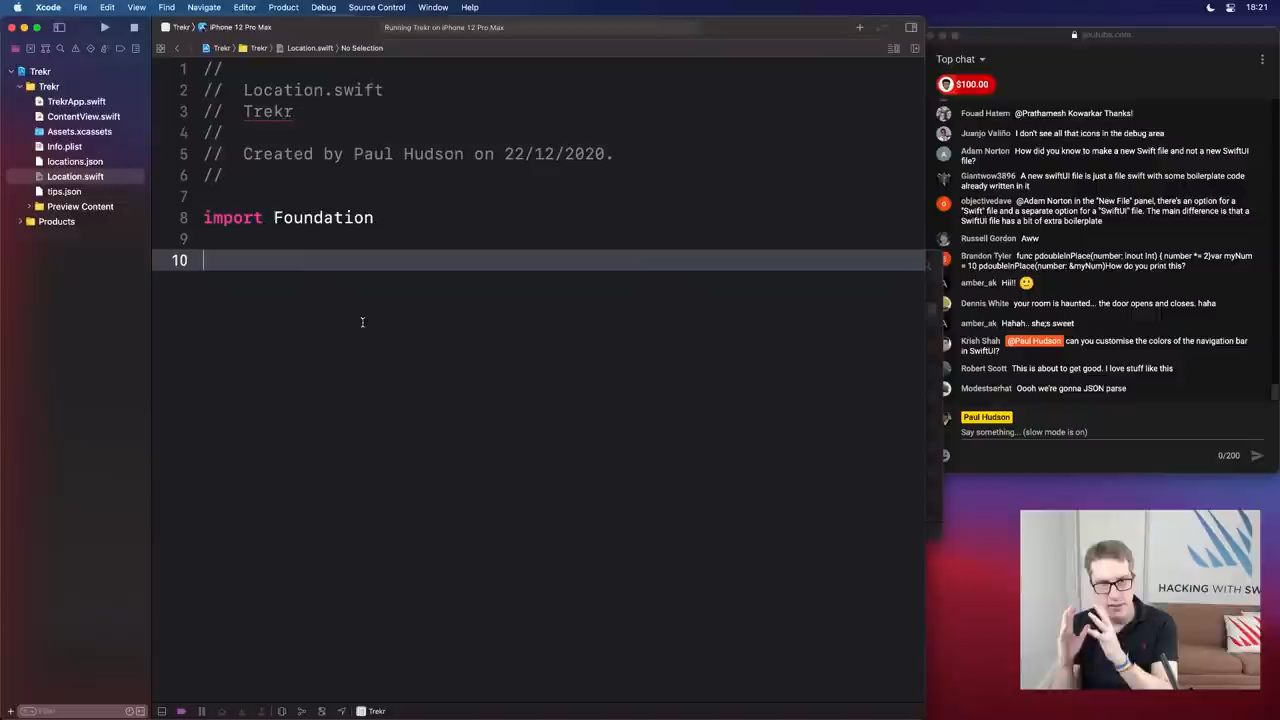 Xcode File Edit View Find Navigate Editor Product Debug Source Control Window Help 18:21
Trekr iPhone 12 Pro Max Running Trekr on iPhone 12 Pro Max
Trekr Trekr Location.swift No Selection
Trekr
Trekr
TrekrApp.swift
ContentView.swift
Assets.xcassets
Info.plist
locations.json
Location.swift
tips.json
Preview Content
Products
Filter
1 //
2 // Location.swift
3 // Trekr
4 //
5 // Created by Paul Hudson on 22/12/2020.
6 //
7
8 import Foundation
9
10
Trekr
youtube.com
Top chat
$100.00
Fouad Hatem @Prathamesh Kowarkar Thanks!
Juanjo Valiño I don't see all that icons in the debug area
Adam Norton How did you know to make a new Swift file and not a new SwiftUI
file?
Giantwow3896 A new swiftUI file is just a file swift with some boilerplate code
already written in it
objectivedave @Adam Norton in the "New File" panel, there's an option for a
"Swift" file and a separate option for a "SwiftUI" file. The main difference is that a
SwiftUI file has a bit of extra boilerplate
Russell Gordon Aww
Brandon Tyler func pdoubleInPlace(number: inout Int) { number *= 2}var myNum
= 10 pdoubleInPlace(number: &myNum)How do you print this?
amber_ak Hii!! 🙂
Dennis White your room is haunted... the door opens and closes. haha
amber_ak Hahah.. she;s sweet
Krish Shah @Paul Hudson can you customise the colors of the navigation bar
in SwiftUI?
Robert Scott This is about to get good. I love stuff like this
Modestserhat Oooh we're gonna JSON parse
Paul Hudson
Say something... (slow mode is on)
0/200
HACKING WITH SW